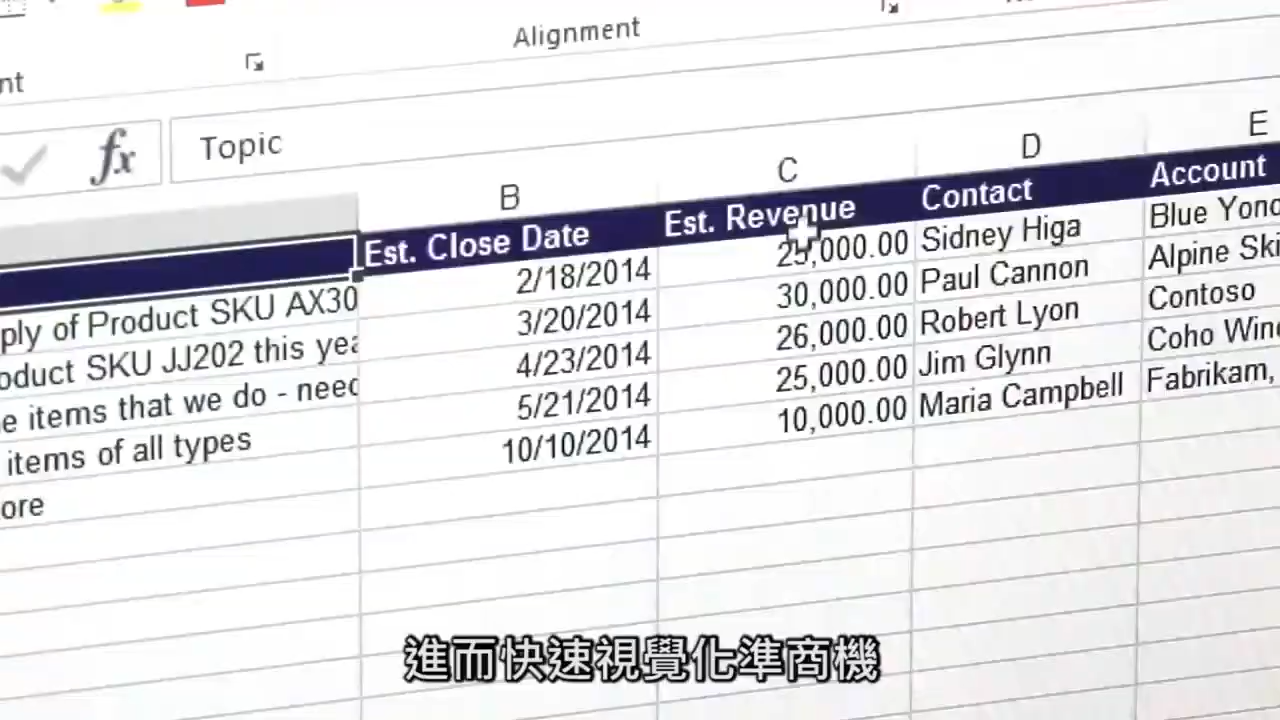 Alignment
nt
fx
Topic
B
C
D
E
Est. Close Date
Est. Revenue
Contact
Account
ply of Product SKU AX30
2/18/2014
25,000.00
Sidney Higa
Blue Yond
oduct SKU JJ202 this yea
3/20/2014
30,000.00
Paul Cannon
Alpine Ski
e items that we do - need
4/23/2014
26,000.00
Robert Lyon
Contoso
items of all types
5/21/2014
25,000.00
Jim Glynn
Coho Wine
ore
10/10/2014
10,000.00
Maria Campbell
Fabrikam,
進而快速視覺化準商機